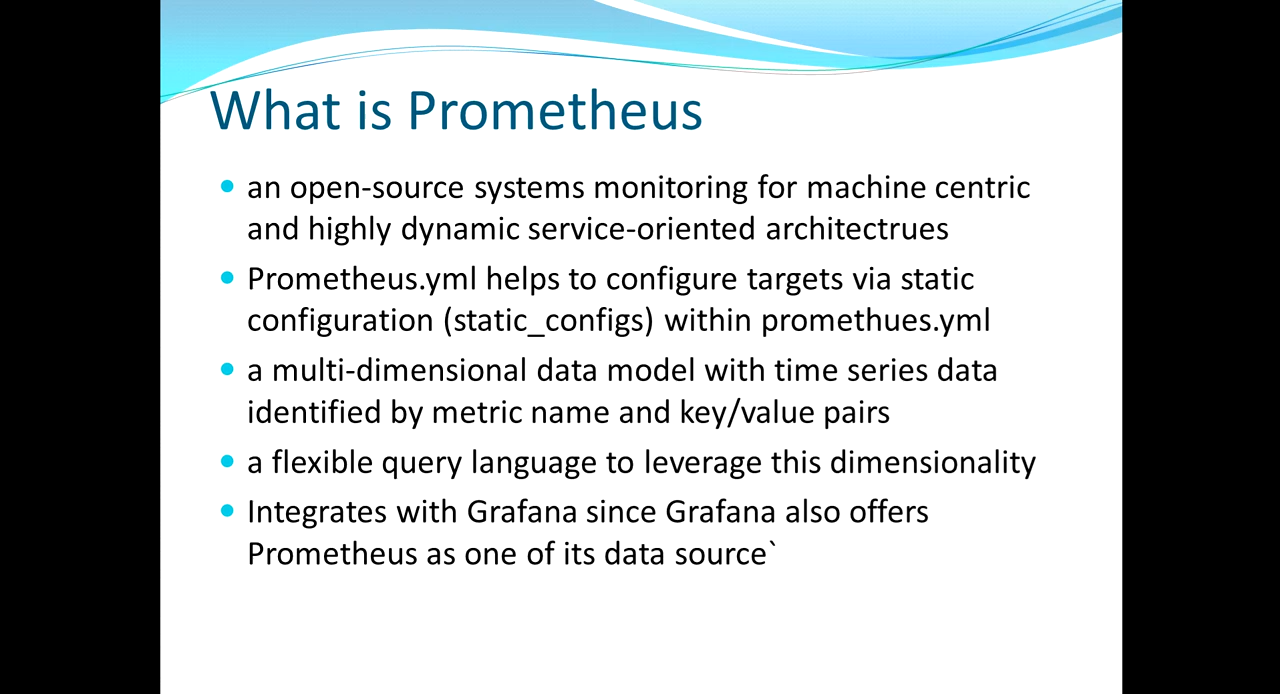 What is Prometheus
an open-source systems monitoring for machine centric
and highly dynamic service-oriented architectrues
Prometheus.yml helps to configure targets via static
configuration (static_configs) within promethues.yml
a multi-dimensional data model with time series data
identified by metric name and key/value pairs
a flexible query language to leverage this dimensionality
Integrates with Grafana since Grafana also offers
Prometheus as one of its data source`